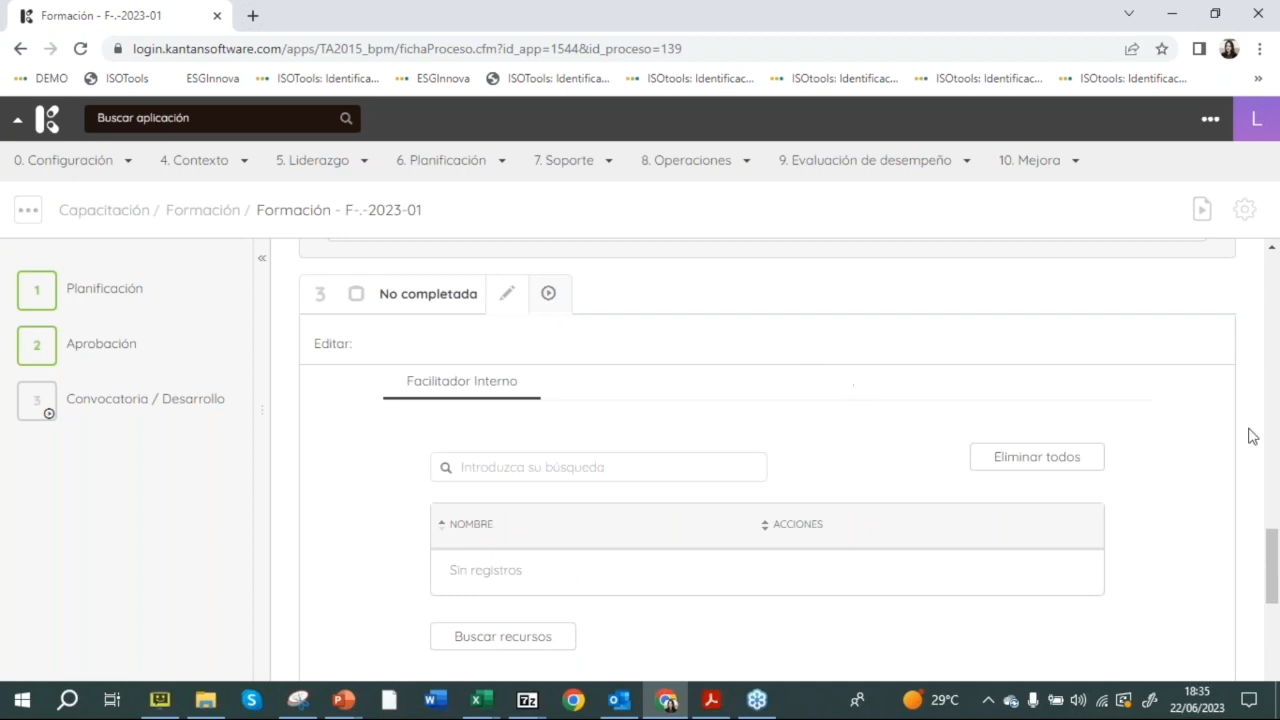 Formación - F-.-2023-01
login.kantansoftware.com/apps/TA2015_bpm/fichaProceso.cfm?id_app=1544&id_proceso=139
DEMO ISOTools ESGInnova ISOTools: Identifica... ESGInnova ISOTools: Identifica... ISOtools: Identificac... ISOtools: Identificac... ISOtools: Identificac... ISOtools: Identificac...
Buscar aplicación
L
0. Configuración 4. Contexto 5. Liderazgo 6. Planificación 7. Soporte 8. Operaciones 9. Evaluación de desempeño 10. Mejora
Capacitación / Formación / Formación - F-.-2023-01
1 Planificación
2 Aprobación
3 Convocatoria / Desarrollo
3 No completada
Editar:
Facilitador Interno
Introduzca su búsqueda
Eliminar todos
NOMBRE ACCIONES
Sin registros
Buscar recursos
29°C
18:35
22/06/2023